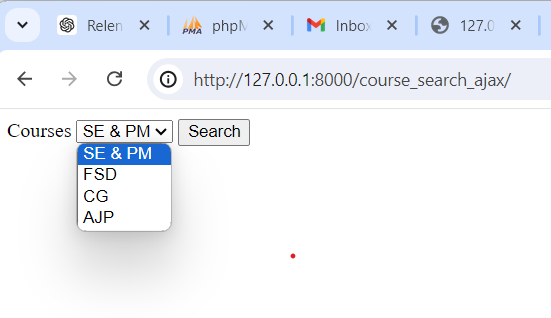 Relen
phpM
Inbox
127.0
http://127.0.0.1:8000/course_search_ajax/
Courses SE & PM Search
SE & PM
FSD
CG
AJP